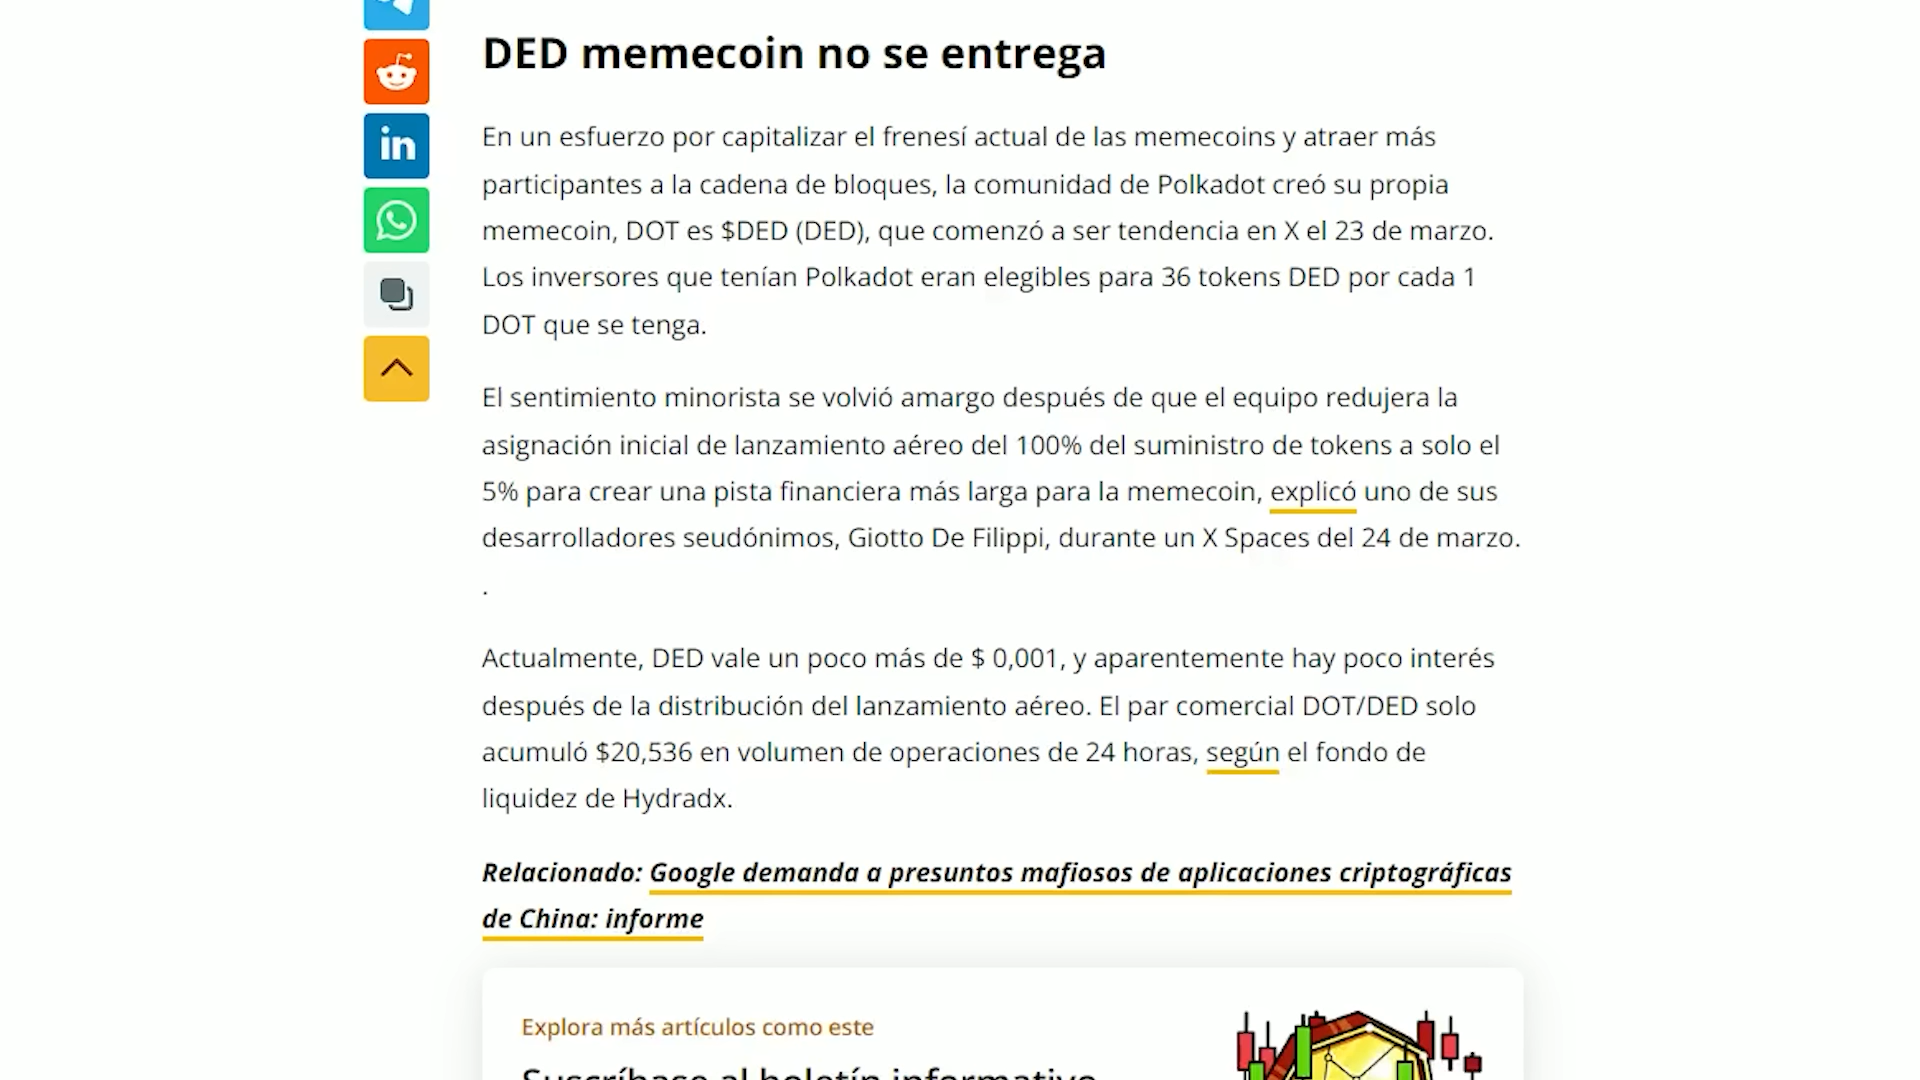 DED memecoin no se entrega
En un esfuerzo por capitalizar el frenesí actual de las memecoins y atraer más
participantes a la cadena de bloques, la comunidad de Polkadot creó su propia
memecoin, DOT es $DED (DED), que comenzó a ser tendencia en X el 23 de marzo.
Los inversores que tenían Polkadot eran elegibles para 36 tokens DED por cada 1
DOT que se tenga.
El sentimiento minorista se volvió amargo después de que el equipo redujera la
asignación inicial de lanzamiento aéreo del 100% del suministro de tokens a solo el
5% para crear una pista financiera más larga para la memecoin, explicó uno de sus
desarrolladores seudónimos, Giotto De Filippi, durante un X Spaces del 24 de marzo.
.
Actualmente, DED vale un poco más de $ 0,001, y aparentemente hay poco interés
después de la distribución del lanzamiento aéreo. El par comercial DOT/DED solo
acumuló $20,536 en volumen de operaciones de 24 horas, según el fondo de
liquidez de Hydradx.
Relacionado: Google demanda a presuntos mafiosos de aplicaciones criptográficas
de China: informe
Explora más artículos como este
Suscríbase al boletín informativo